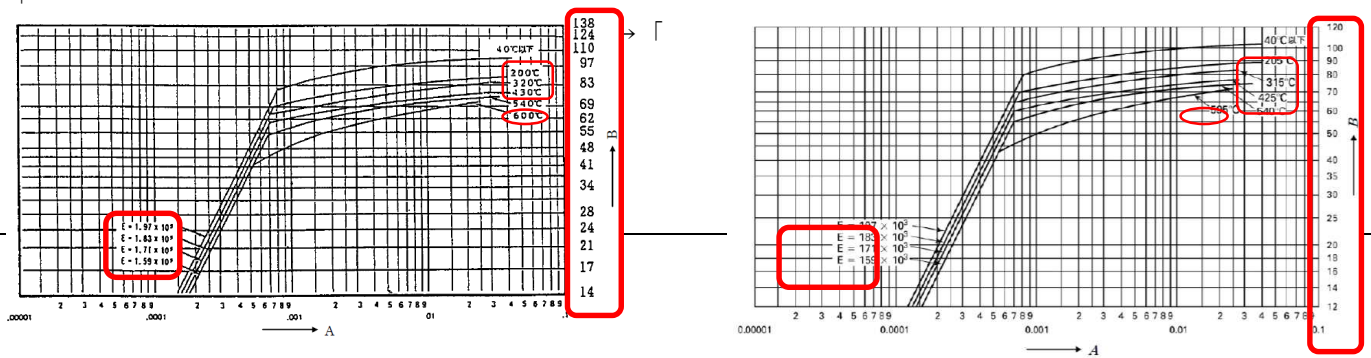 138
124
110
97
83
69
62
55
48
41
34
28
24
21
17
14
B
40℃以下
200℃
320℃
430℃
540℃
600℃
E=1.97 x 10⁵
E=1.83 x 10⁵
E=1.71 x 10⁵
E=1.59 x 10⁵
2 3 4 5 6 7 8 9 2 3 4 5 6 7 8 9 2 3 4 5 6 7 8 9 2 3 4 5 6 7 8 9
.00001 .0001 .001 01 .1
A
120
100
90
80
70
60
50
40
35
30
25
20
18
16
14
12
B
40℃以下
205℃
315℃
425℃
540℃
595℃
E = 197 × 10³
E = 183 × 10³
E = 171 × 10³
E = 159 × 10³
2 3 4 5 6 7 8 9 2 3 4 5 6 7 8 9 2 3 4 5 6 7 8 9 2 3 4 5 6 7 8 9
0.00001 0.0001 0.001 0.01 0.1
A